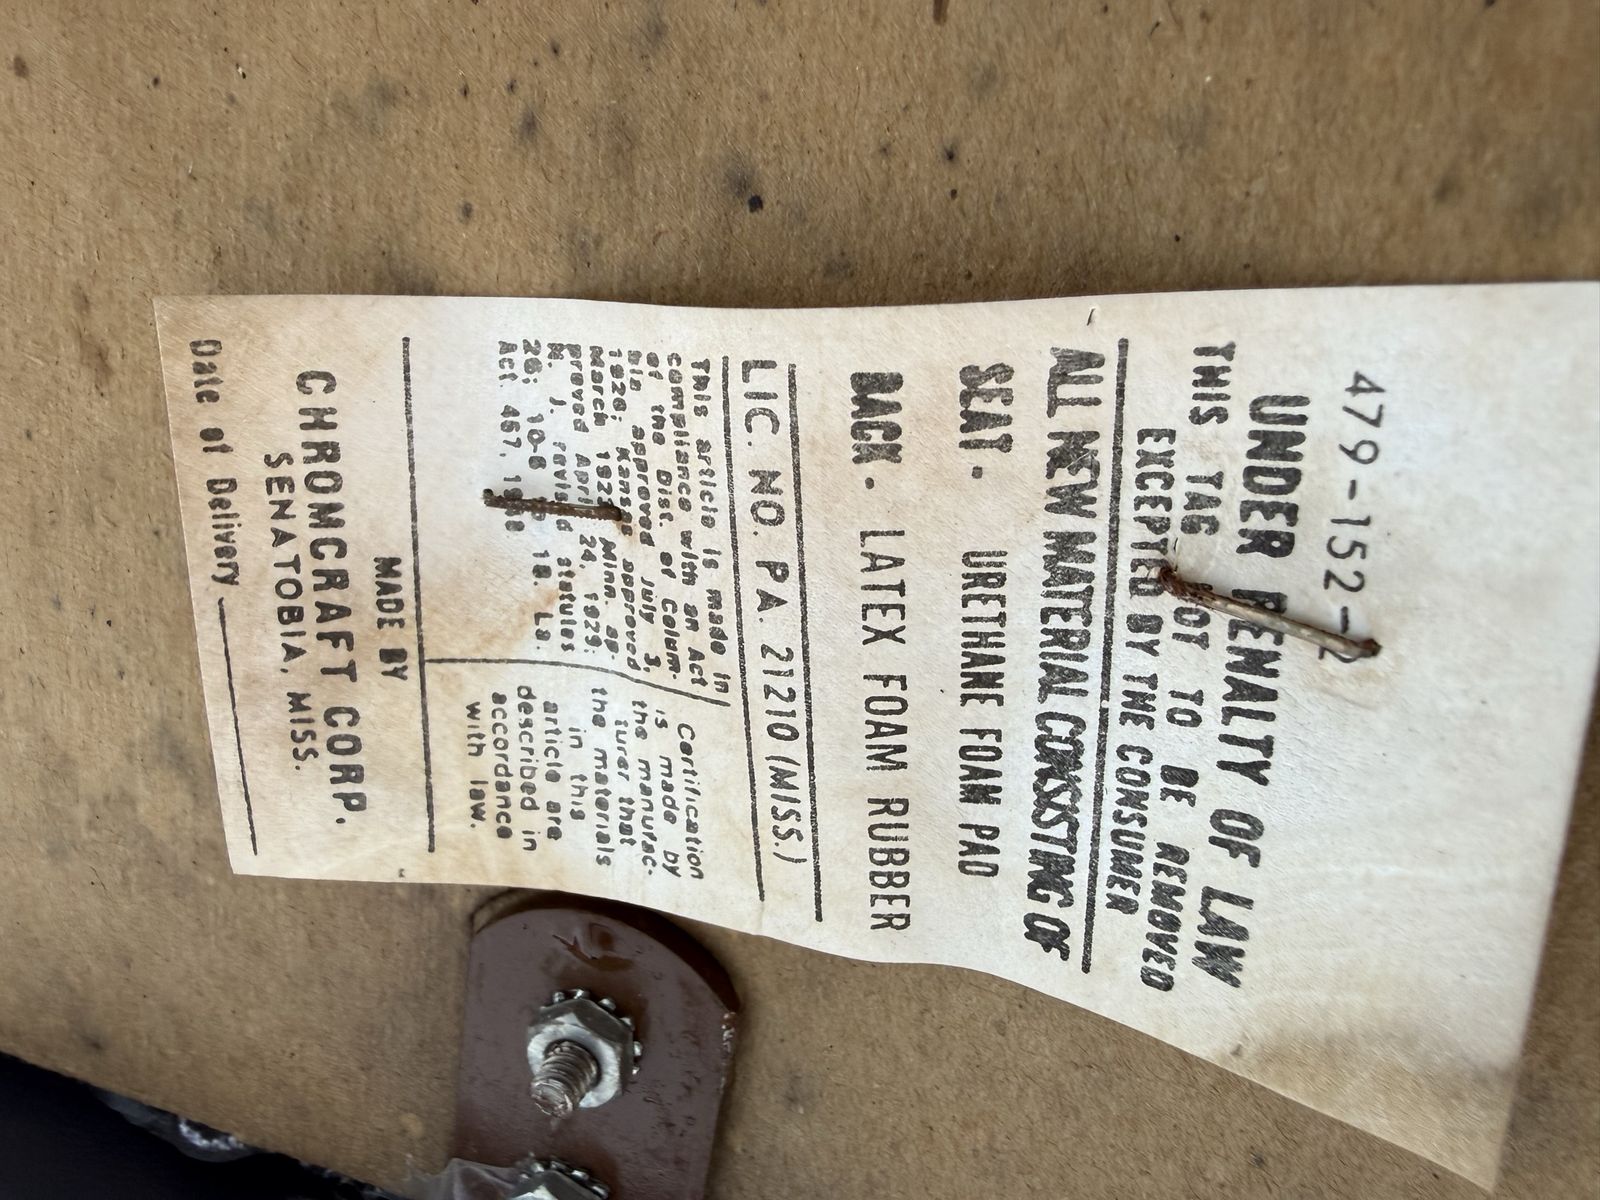 479-152-2
UNDER PENALTY OF LAW
THIS TAG NOT TO BE REMOVED
EXCEPTED BY THE CONSUMER
ALL NEW MATERIAL CONSISTING OF
SEAT. URETHANE FOAM PAD
BACK. LATEX FOAM RUBBER
LIC. NO. PA. 21210 (MISS.)
This article is made in
compliance with an Act
of the Dist. of Colum-
bia approved July 3,
1926; Kansas approved
March 1923 Minn. ap-
proved April 24, 1929.
N. J. revised statutes
26: 10-6 18. La.
Act. 467,
Certification
is made by
the manufac-
turer that
the materials
in this
article are
described in
accordance
with law.
MADE BY
CHROMCRAFT CORP.
SENATOBIA, MISS.
Date of Delivery